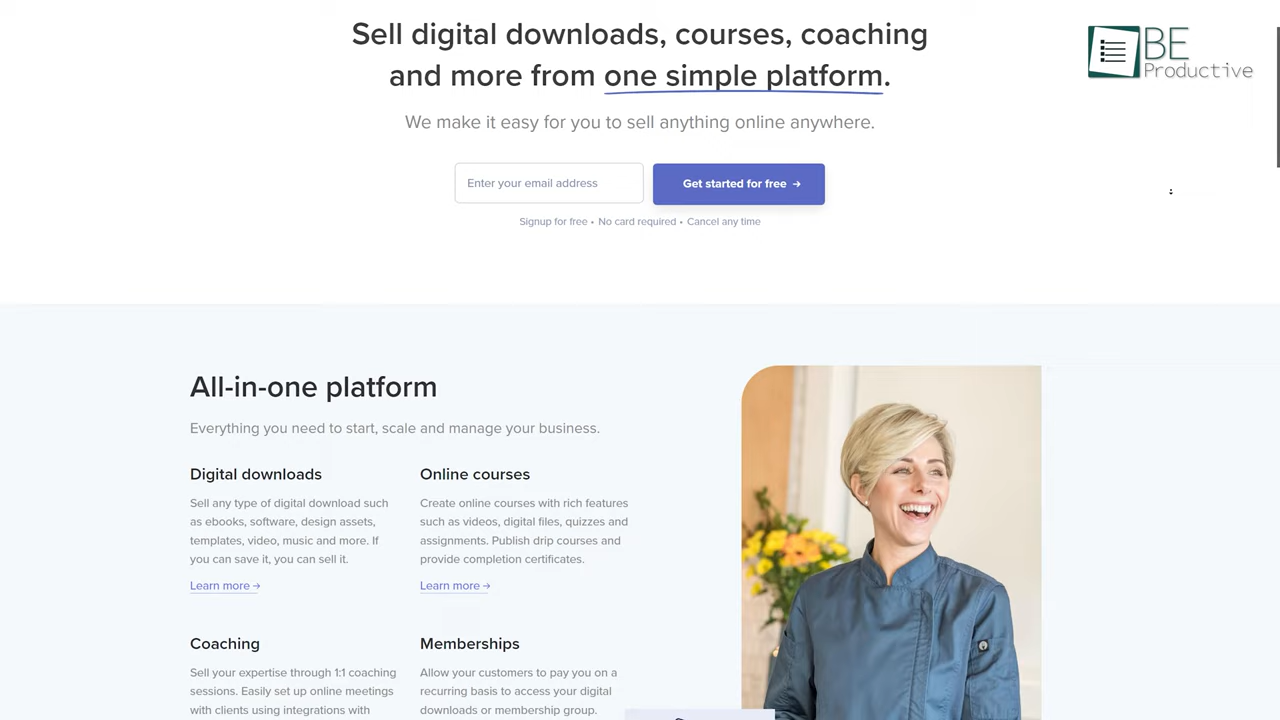 Sell digital downloads, courses, coaching
and more from one simple platform.
BE
Productive
We make it easy for you to sell anything online anywhere.
Enter your email address
Get started for free →
Signup for free • No card required • Cancel any time
All-in-one platform
Everything you need to start, scale and manage your business.
Digital downloads
Sell any type of digital download such
as ebooks, software, design assets,
templates, video, music and more. If
you can save it, you can sell it.
Learn more →
Online courses
Create online courses with rich features
such as videos, digital files, quizzes and
assignments. Publish drip courses and
provide completion certificates.
Learn more →
Coaching
Sell your expertise through 1:1 coaching
sessions. Easily set up online meetings
with clients using integrations with
Memberships
Allow your customers to pay you on a
recurring basis to access your digital
downloads or membership group.